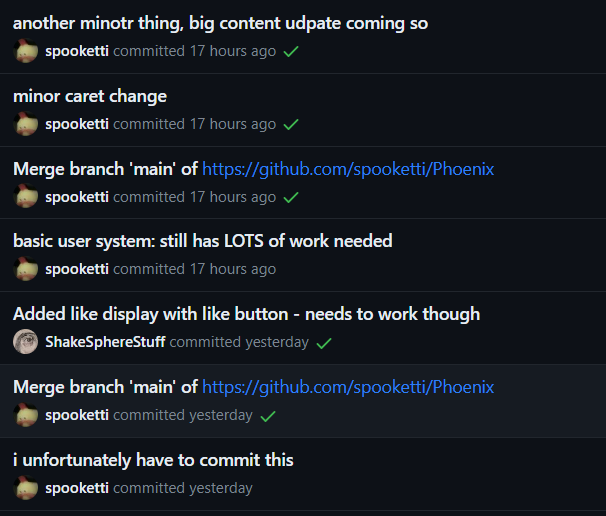 another minotr thing, big content udpate coming so
spooketti committed 17 hours ago
minor caret change
spooketti committed 17 hours ago
Merge branch 'main' of https://github.com/spooketti/Phoenix
spooketti committed 17 hours ago
basic user system: still has LOTS of work needed
spooketti committed 17 hours ago
Added like display with like button - needs to work though
ShakeSphereStuff committed yesterday
Merge branch 'main' of https://github.com/spooketti/Phoenix
spooketti committed yesterday
i unfortunately have to commit this
spooketti committed yesterday